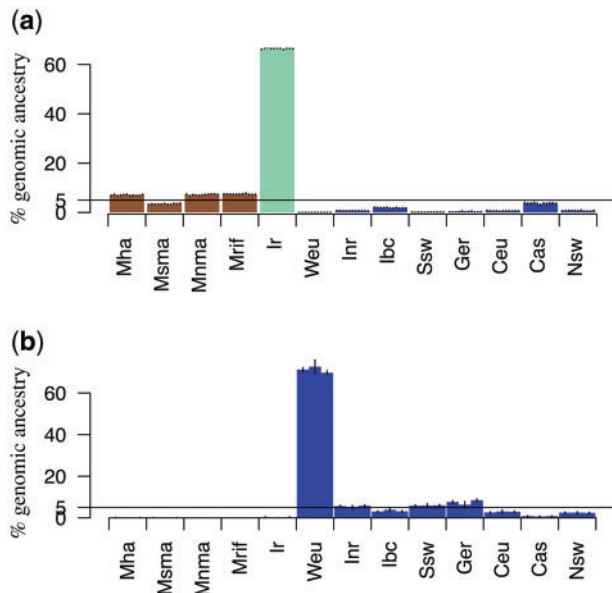 (a)
% genomic ancestry
60
40
20
5
0
Mha Msma Mnma Mrif Ir Weu Inr Ibc Ssw Ger Ceu Cas Nsw
(b)
% genomic ancestry
60
40
20
5
0
Mha Msma Mnma Mrif Ir Weu Inr Ibc Ssw Ger Ceu Cas Nsw